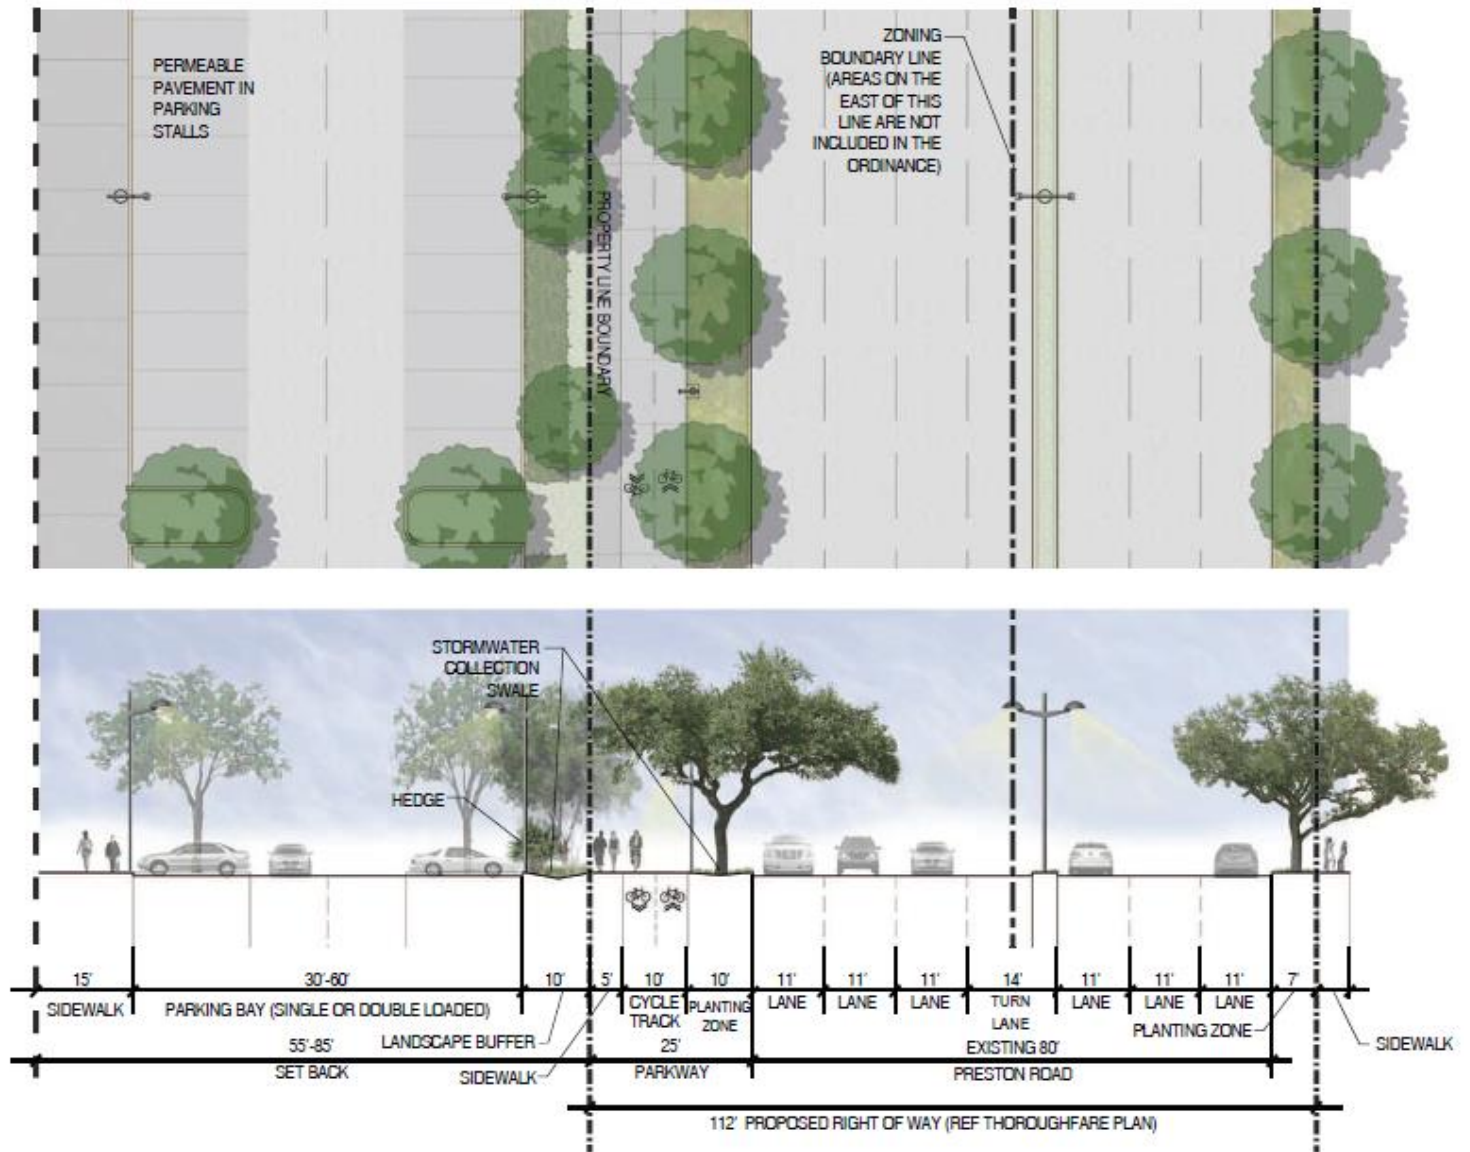 PERMEABLE
PAVEMENT IN
PARKING
STALLS
PROPERTY LINE BOUNDARY
ZONING
BOUNDARY LINE
(AREAS ON THE
EAST OF THIS
LINE ARE NOT
INCLUDED IN THE
ORDINANCE)
STORMWATER
COLLECTION
SWALE
HEDGE
15' 30'-60' 10' 5' 10' 10' 11' 11' 11' 14' 11' 11' 11' 7'
SIDEWALK
PARKING BAY (SINGLE OR DOUBLE LOADED)
CYCLE
TRACK
PLANTING
ZONE
LANE
LANE
LANE
TURN
LANE
LANE
LANE
LANE
PLANTING ZONE
SIDEWALK
LANDSCAPE BUFFER
SIDEWALK
55'-85'
SET BACK
25'
PARKWAY
EXISTING 80'
PRESTON ROAD
112' PROPOSED RIGHT OF WAY (REF THOROUGHFARE PLAN)